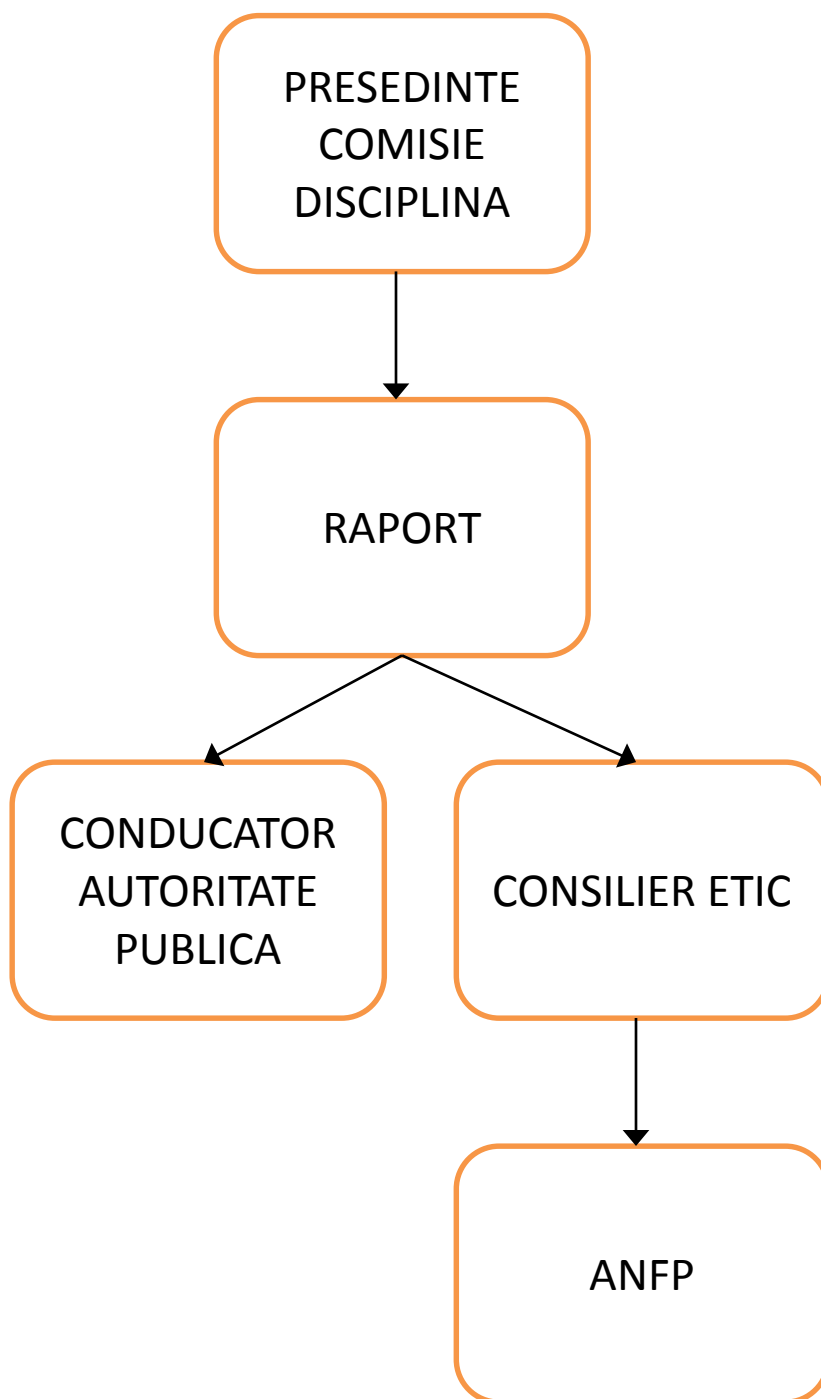 PRESEDINTE
COMISIE
DISCIPLINA
RAPORT
CONDUCATOR
AUTORITATE
PUBLICA
CONSILIER ETIC
ANFP